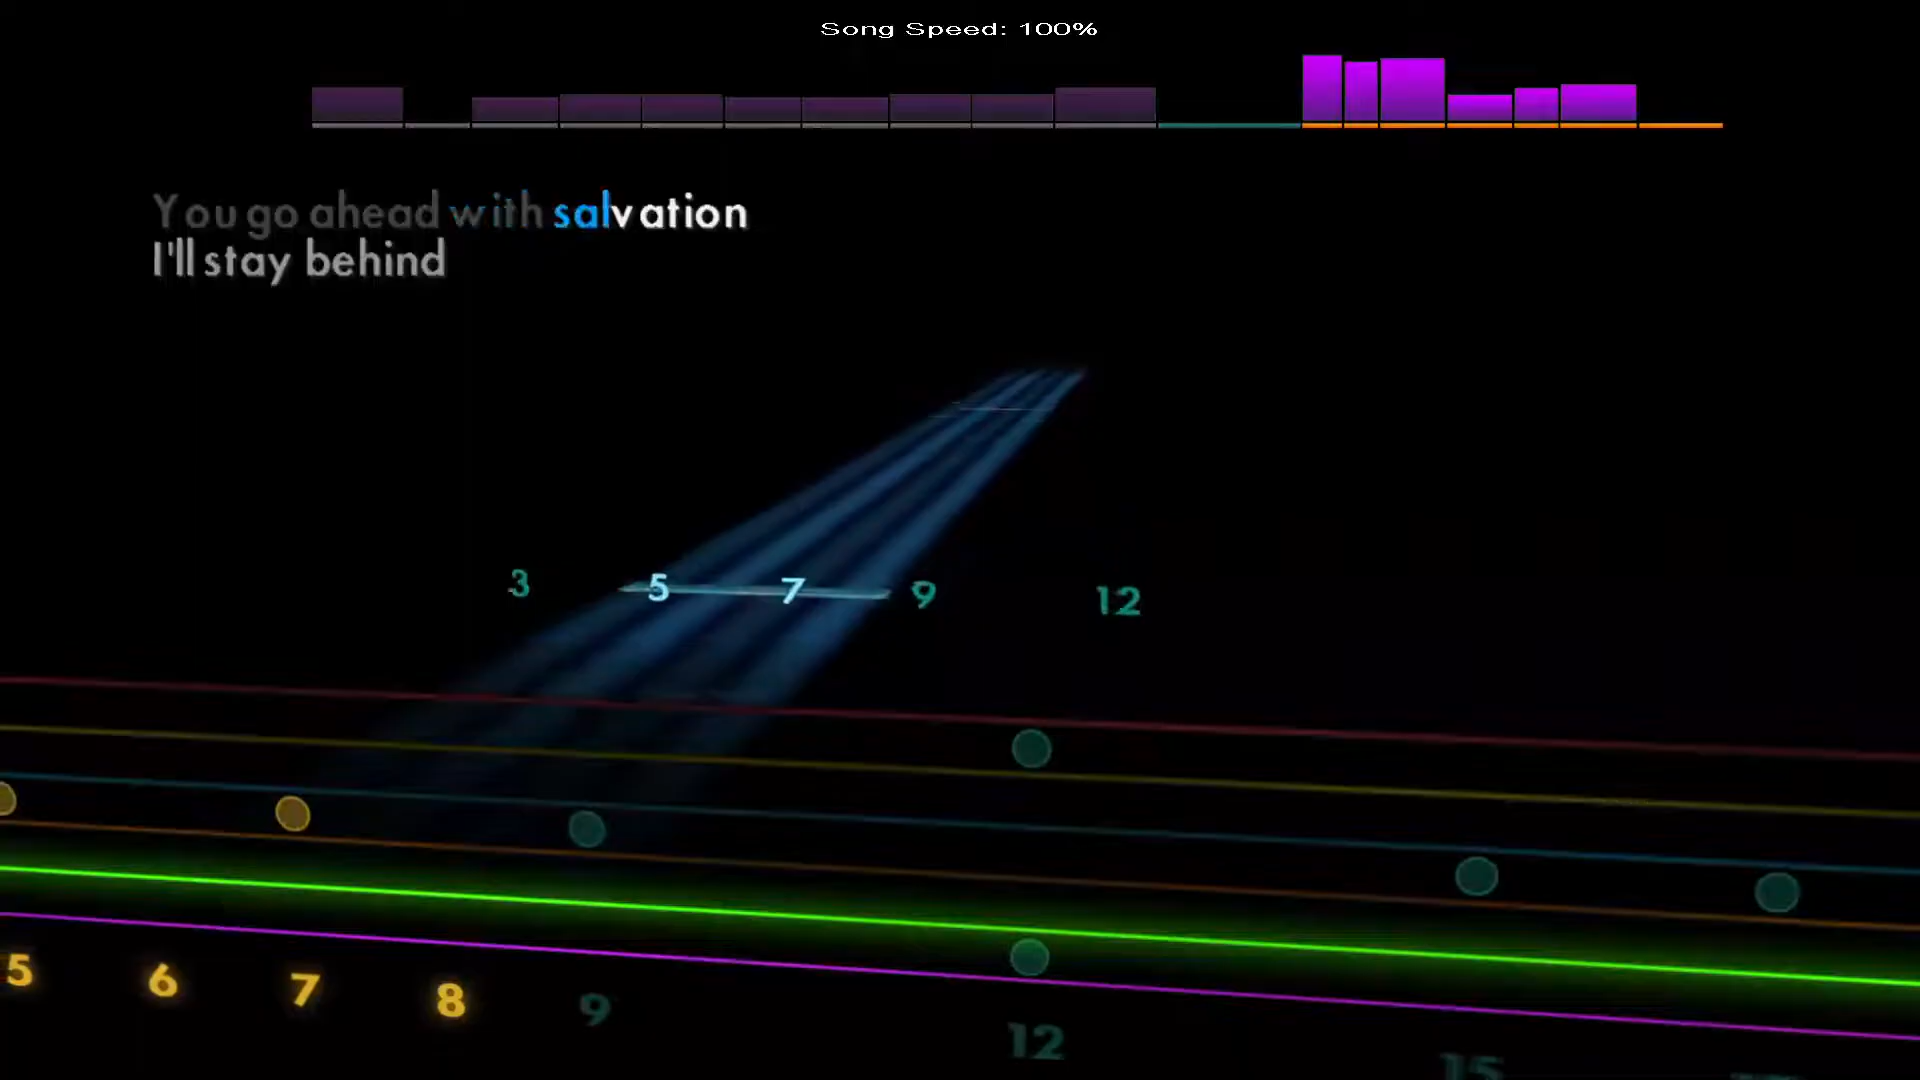 Song Speed: 100%
You go ahead with salvation
I'll stay behind
3 5 7 9 12
5 6 7 8 9 12 15